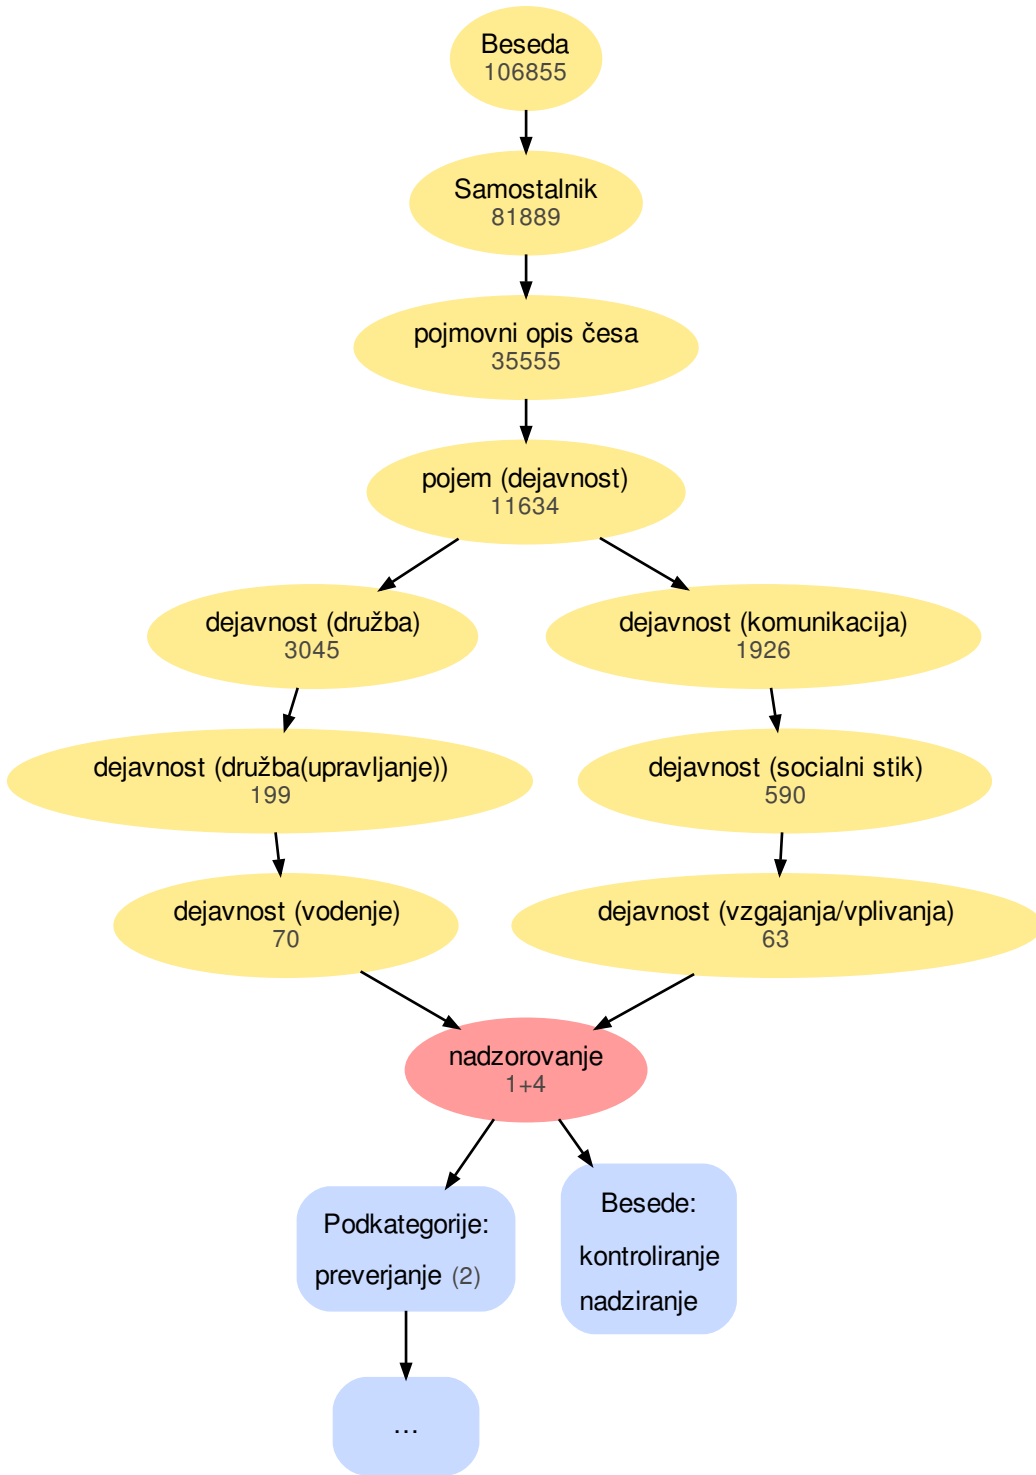 Beseda
106855
Samostalnik
81889
pojmovni opis česa
35555
pojem (dejavnost)
11634
dejavnost (družba)
3045
dejavnost (komunikacija)
1926
dejavnost (družba(upravljanje))
199
dejavnost (socialni stik)
590
dejavnost (vodenje)
70
dejavnost (vzgajanja/vplivanja)
63
nadzorovanje
1+4
Podkategorije:
preverjanje (2)
Besede:
kontroliranje
nadziranje
...